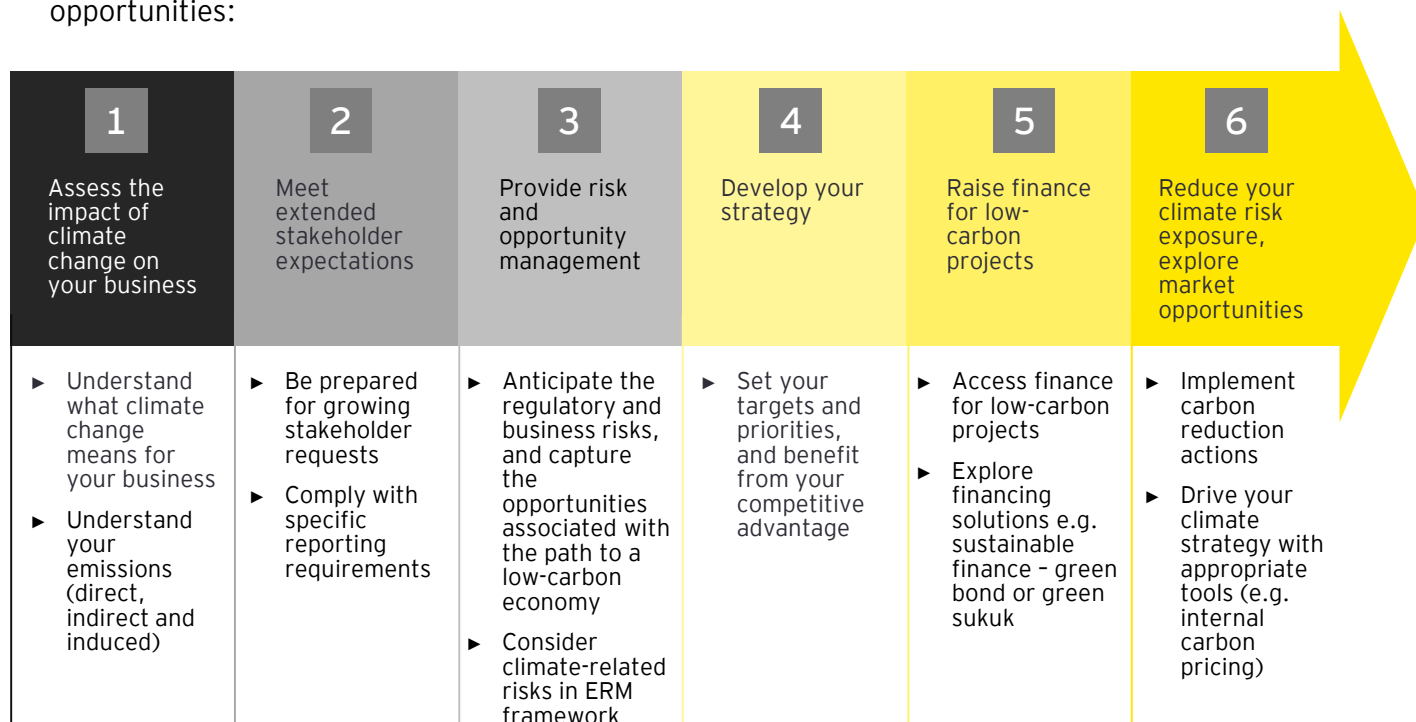 opportunities:
1
Assess the
impact of
climate
change on
your business
2
Meet
extended
stakeholder
expectations
3
Provide risk
and
opportunity
management
4
Develop your
strategy
5
Raise finance
for low-
carbon
projects
6
Reduce your
climate risk
exposure,
explore
market
opportunities
► Understand
what climate
change
means for
your business
► Understand
your
emissions
(direct,
indirect and
induced)
► Be prepared
for growing
stakeholder
requests
► Comply with
specific
reporting
requirements
► Anticipate the
regulatory and
business risks,
and capture
the
opportunities
associated with
the path to a
low-carbon
economy
► Consider
climate-related
risks in ERM
framework
► Set your
targets and
priorities,
and benefit
from your
competitive
advantage
► Access finance
for low-carbon
projects
► Explore
financing
solutions e.g.
sustainable
finance – green
bond or green
sukuk
► Implement
carbon
reduction
actions
► Drive your
climate
strategy with
appropriate
tools (e.g.
internal
carbon
pricing)